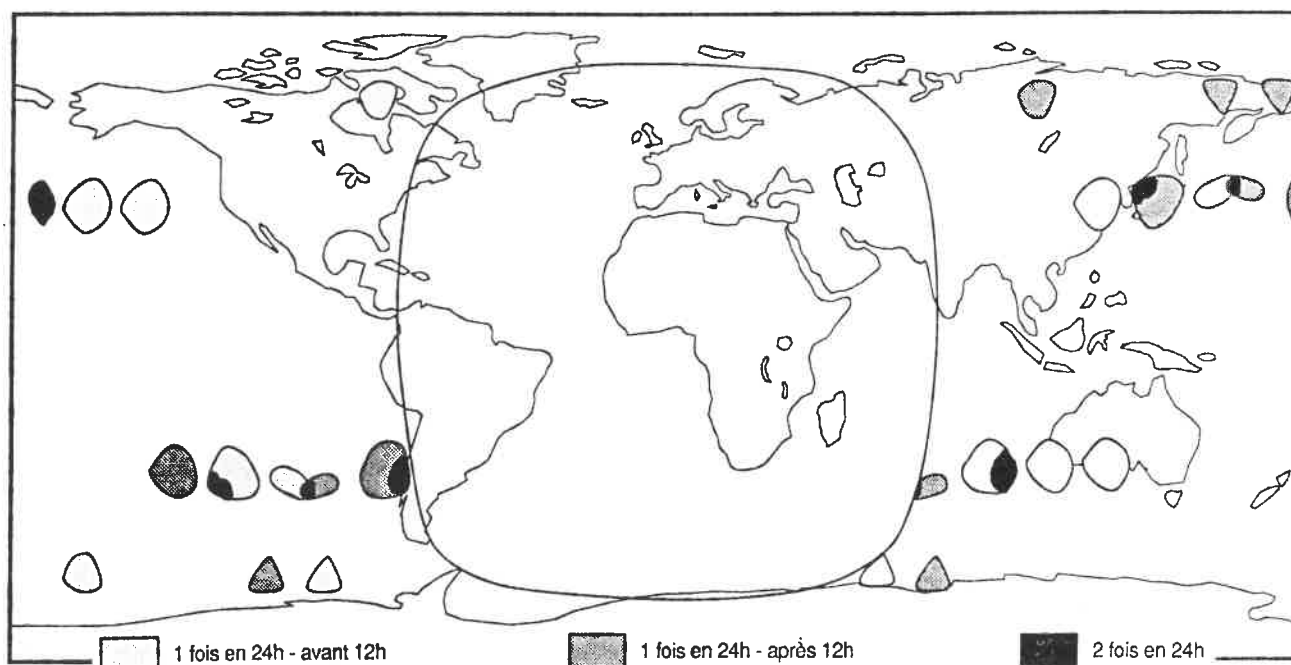 1 fois en 24h - avant 12h
1 fois en 24h - après 12h
2 fois en 24h